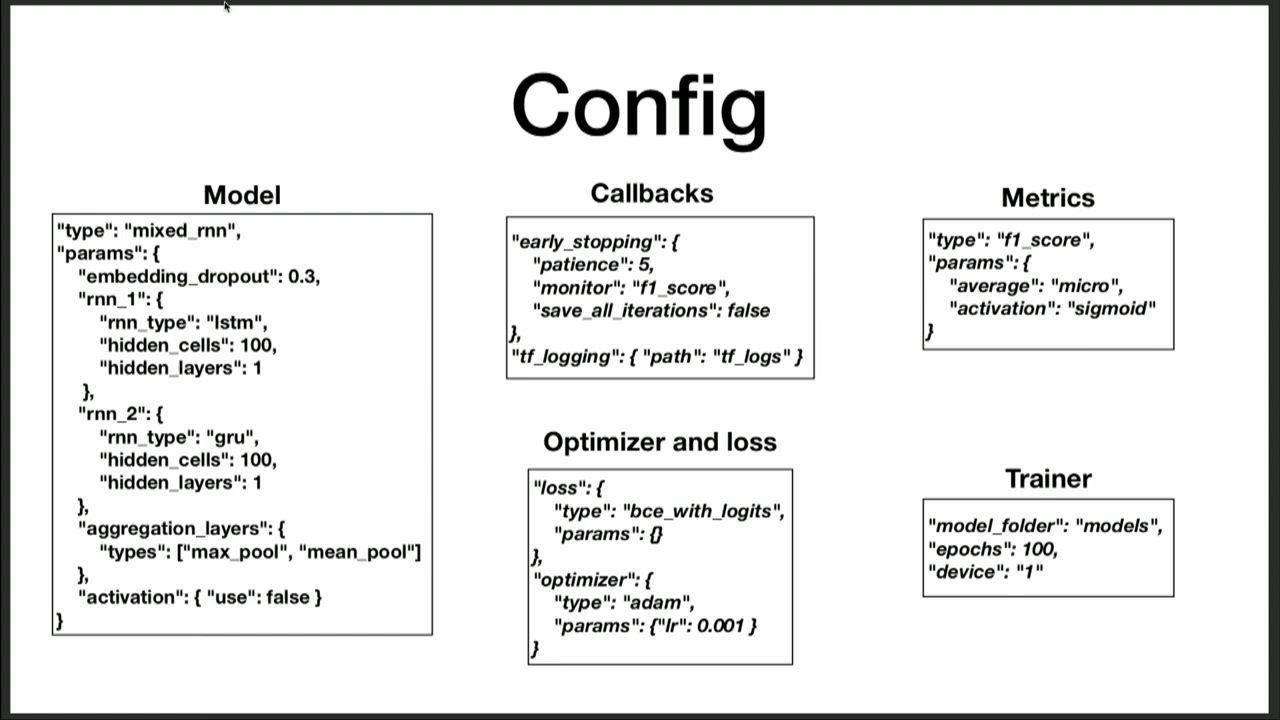 Config
Model
"type": "mixed_rnn",
"params": {
"embedding_dropout": 0.3,
"rnn_1": {
"rnn_type": "lstm",
"hidden_cells": 100,
"hidden_layers": 1
},
"rnn_2": {
"rnn_type": "gru",
"hidden_cells": 100,
"hidden_layers": 1
},
"aggregation_layers": {
"types": ["max_pool", "mean_pool"]
},
"activation": { "use": false }
}
Callbacks
"early_stopping": {
"patience": 5,
"monitor": "f1_score",
"save_all_iterations": false
},
"tf_logging": { "path": "tf_logs" }
Optimizer and loss
"loss": {
"type": "bce_with_logits",
"params": {}
},
"optimizer": {
"type": "adam",
"params": {"lr": 0.001 }
}
Metrics
"type": "f1_score",
"params": {
"average": "micro",
"activation": "sigmoid"
}
Trainer
"model_folder": "models",
"epochs": 100,
"device": "1"